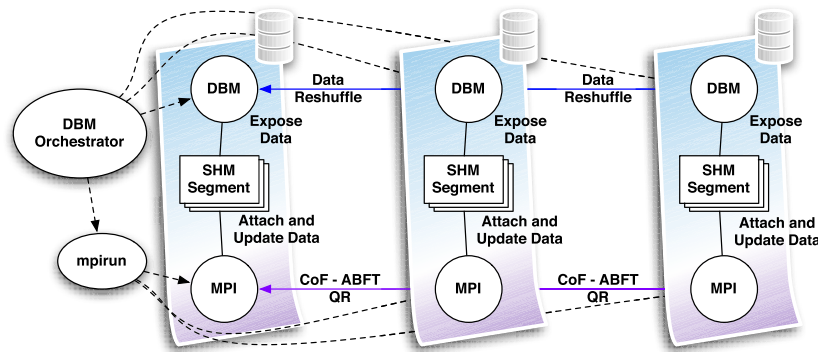 DBM
Orchestrator
mpirun
DBM
Expose
Data
SHM
Segment
Attach and
Update Data
MPI
Data
Reshuffle
CoF - ABFT
QR
DBM
Expose
Data
SHM
Segment
Attach and
Update Data
MPI
Data
Reshuffle
CoF - ABFT
QR
DBM
Expose
Data
SHM
Segment
Attach and
Update Data
MPI